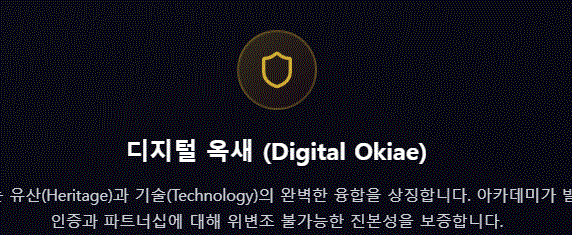 디지털 옥새 (Digital Okiae)
는 유산(Heritage)과 기술(Technology)의 완벽한 융합을 상징합니다. 아카데미가
인증과 파트너십에 대해 위변조 불가능한 진본성을 보증합니다.